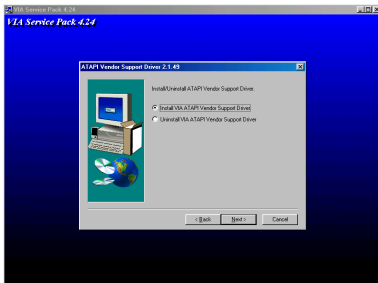 VIA Service Pack 4.24
VIA Service Pack 4.24
ATAPI Vendor Support Driver 2.1.49
Install/Uninstall ATAPI Vendor Support Driver.
Install VIA ATAPI Vendor Support Driver
Uninstall VIA ATAPI Vendor Support Driver
< Back
Next >
Cancel